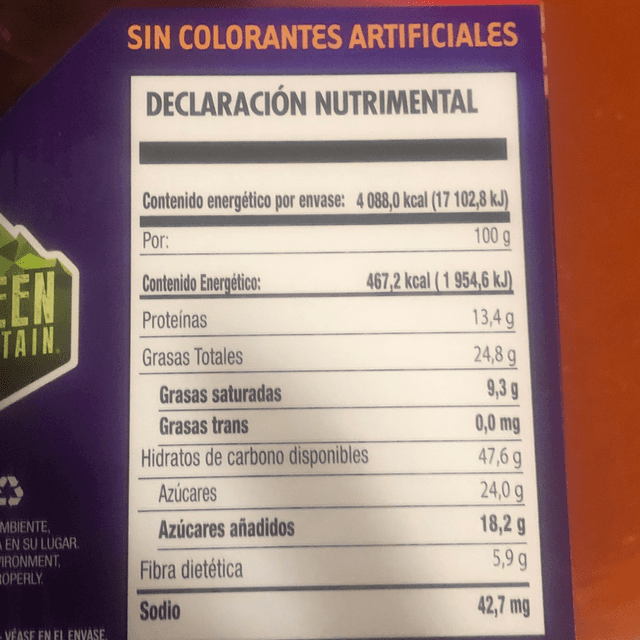 SIN COLORANTES ARTIFICIALES
DECLARACIÓN NUTRIMENTAL
Contenido energético por envase: 4 088,0 kcal (17 102,8 kJ)
Por: 100 g
Contenido Energético: 467,2 kcal (1 954,6 kJ)
Proteínas 13,4 g
Grasas Totales 24,8 g
Grasas saturadas 9,3 g
Grasas trans 0,0 mg
Hidratos de carbono disponibles 47,6 g
Azúcares 24,0 g
Azúcares añadidos 18,2 g
Fibra dietética 5,9 g
Sodio 42,7 mg
EEN
TAIN.
MBIENTE,
A EN SU LUGAR.
VIRONMENT,
ROPERLY.
VÉASE EN EL ENVASE